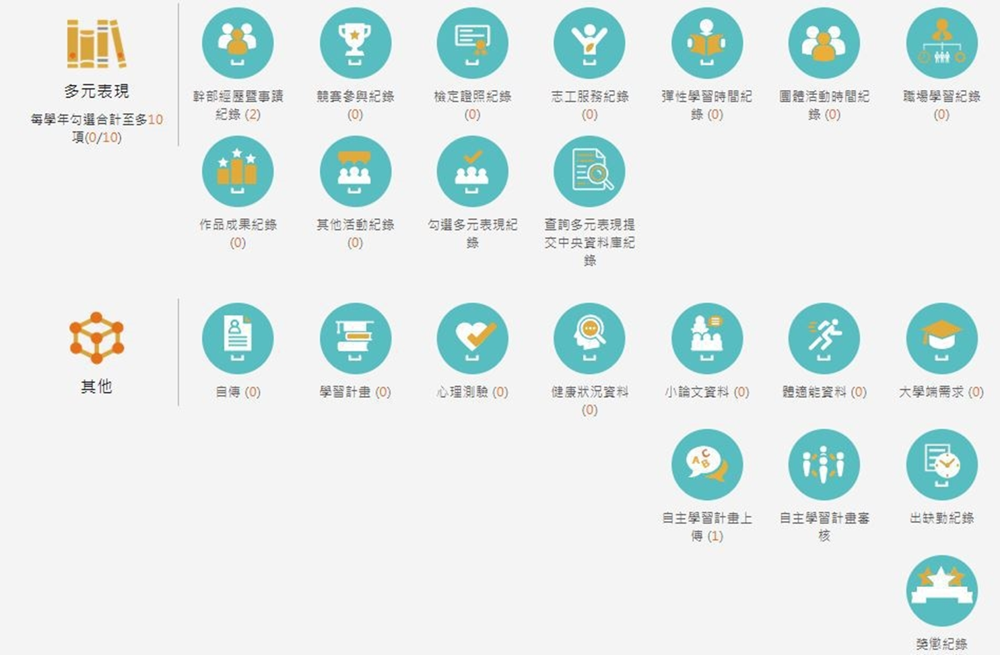 多元表現
每學年勾選合計至多10
項(0/10)
幹部經歷暨事蹟
紀錄 (2)
競賽參與紀錄
(0)
檢定證照紀錄
(0)
志工服務紀錄
(0)
彈性學習時間紀
錄 (0)
團體活動時間紀
錄 (0)
職場學習紀錄
(0)
作品成果紀錄
(0)
其他活動紀錄
(0)
勾選多元表現紀
錄
查詢多元表現提
交中央資料庫紀
錄
其他
自傳 (0)
學習計畫 (0)
心理測驗 (0)
健康狀況資料
(0)
小論文資料 (0)
體適能資料 (0)
大學端需求 (0)
A C B
自主學習計畫上
傳 (1)
自主學習計畫審
核
出缺勤紀錄
獎懲紀錄